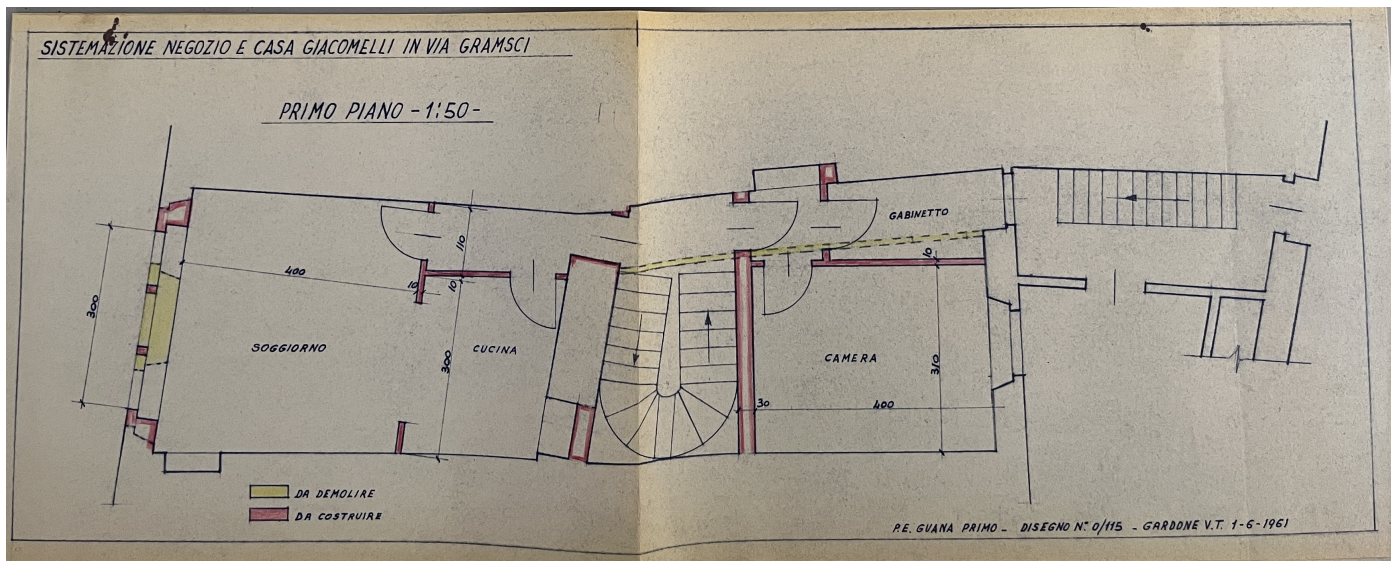 SISTEMAZIONE NEGOZIO E CASA GIACOMELLI IN VIA GRAMSCI
PRIMO PIANO - 1:50 -
GABINETTO
110
400
10
10
10
300
SOGGIORNO
CUCINA
300
CAMERA
310
30
400
DA DEMOLIRE
DA COSTRUIRE
P.E. GUANA PRIMO - DISEGNO N.º 0/115 - GARDONE V.T. 1-6-1961